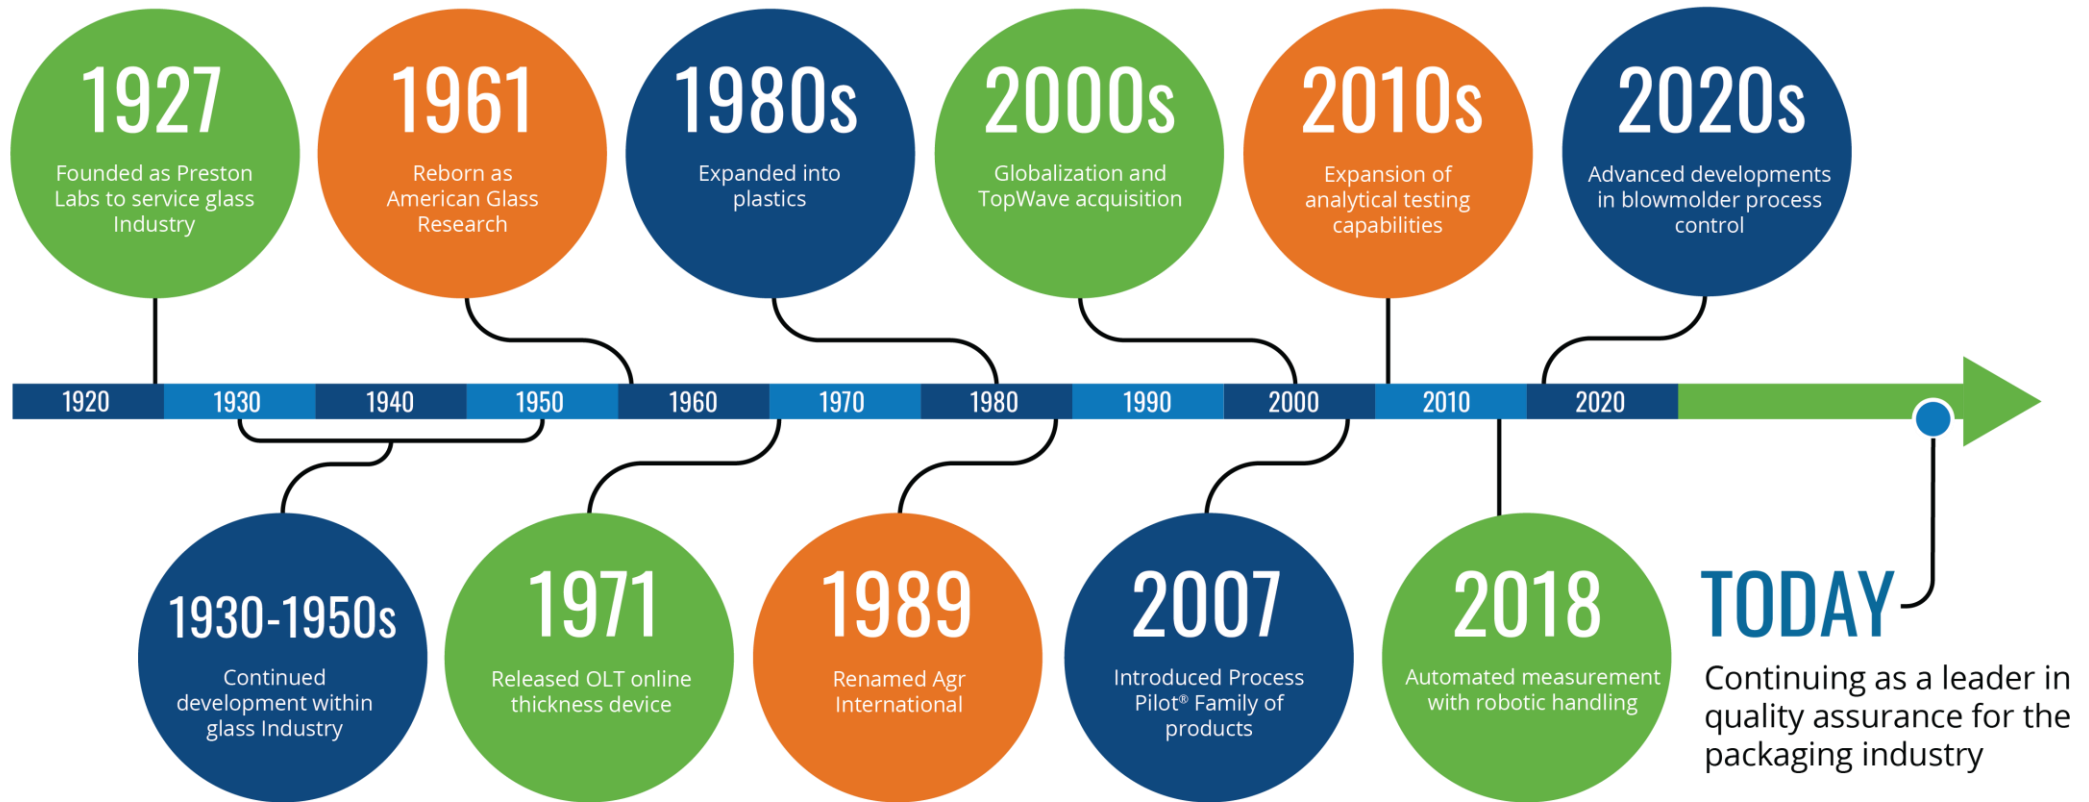 1927
Founded as Preston
Labs to service glass
Industry
1961
Reborn as
American Glass
Research
1980s
Expanded into
plastics
2000s
Globalization and
TopWave acquisition
2010s
Expansion of
analytical testing
capabilities
2020s
Advanced developments
in blowmolder process
control
1920 1930 1940 1950 1960 1970 1980 1990 2000 2010 2020
1930-1950s
Continued
development within
glass Industry
1971
Released OLT online
thickness device
1989
Renamed Agr
International
2007
Introduced Process
Pilot® Family of
products
2018
Automated measurement
with robotic handling
TODAY
Continuing as a leader in
quality assurance for the
packaging industry